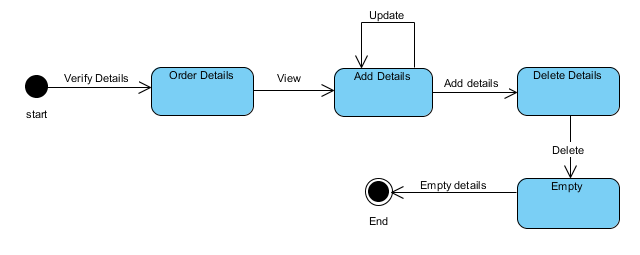 Update
Verify Details
Order Details
View
Add Details
Add details
Delete Details
start
Delete
Empty details
Empty
End